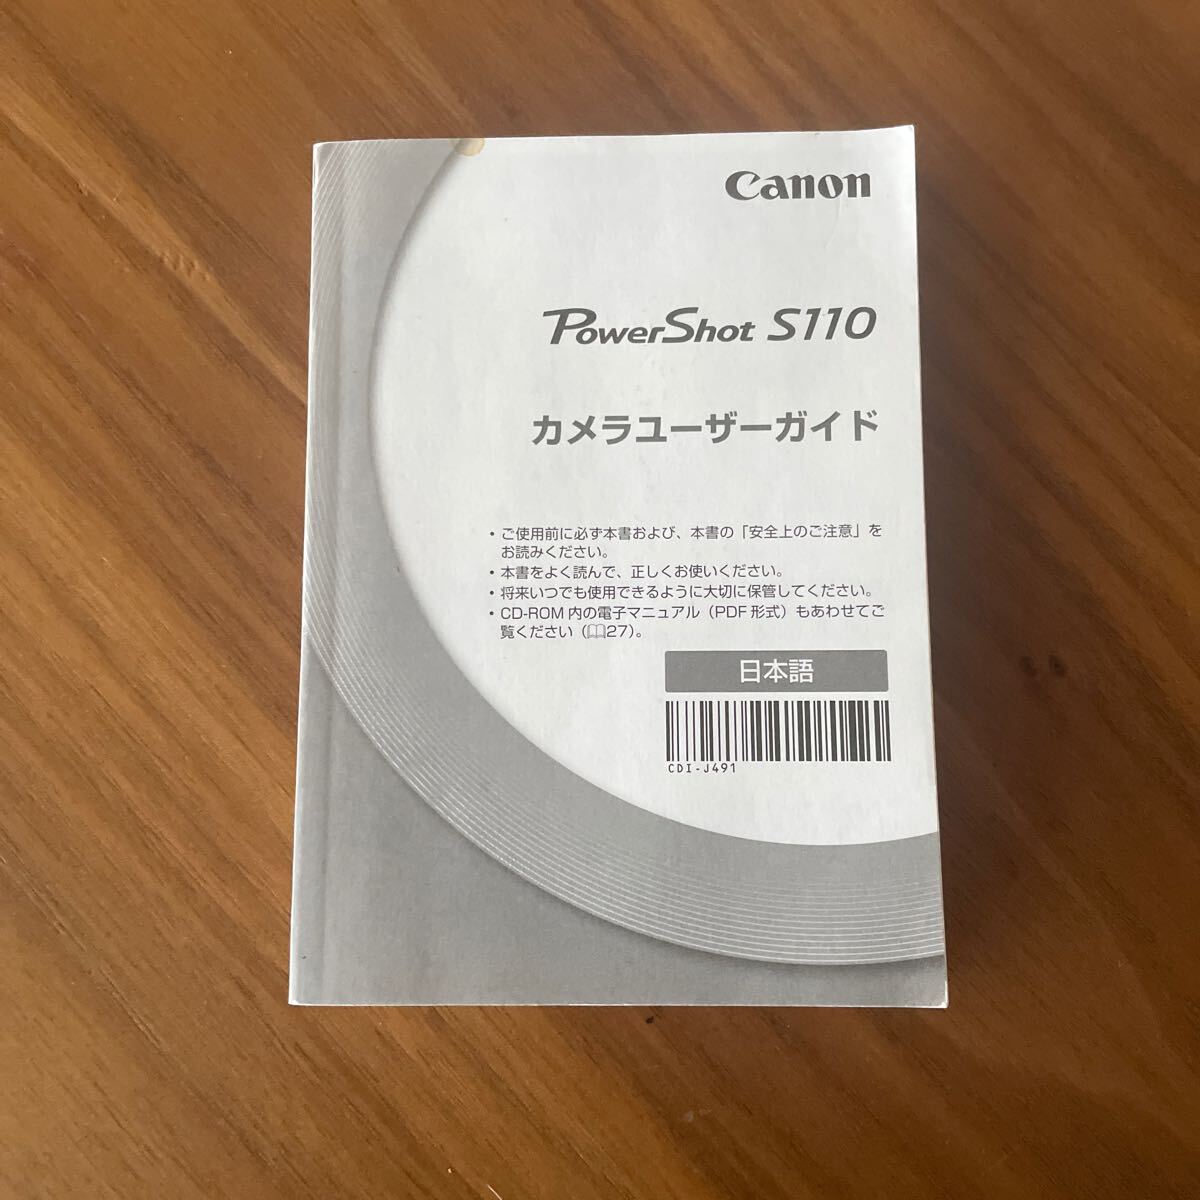 Canon
PowerShot S110
カメラユーザーガイド
・ご使用前に必ず本書および、本書の「安全上のご注意」を
お読みください。
・本書をよく読んで、正しくお使いください。
・将来いつでも使用できるように大切に保管してください。
・CD-ROM 内の電子マニュアル（PDF 形式）もあわせてご
覧ください（📖27）。
日本語
CDI-J491